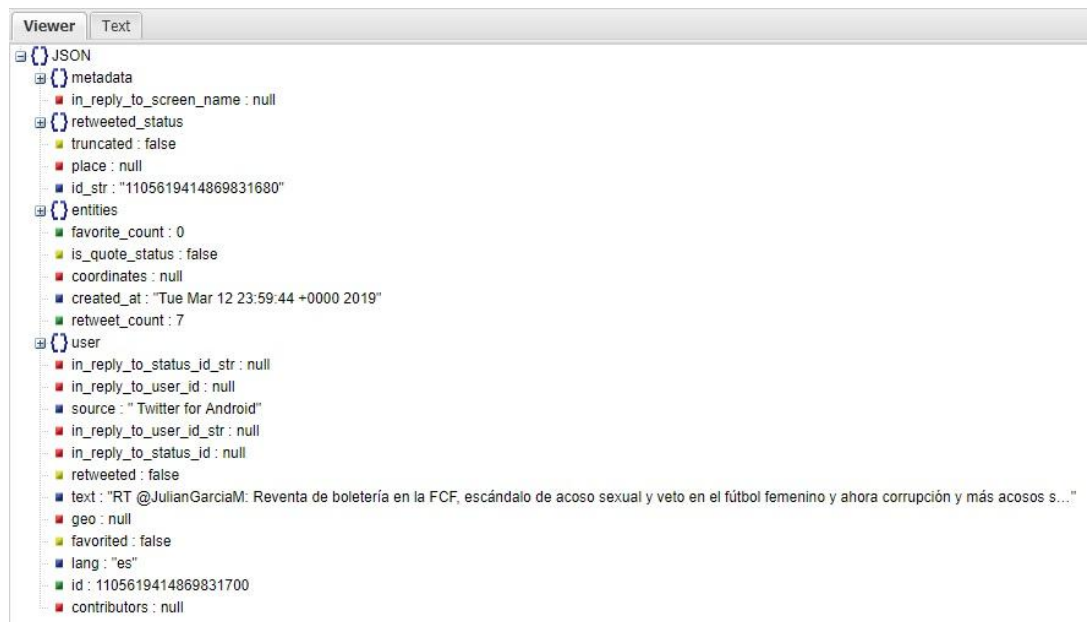 Viewer Text
{} JSON
{} metadata
in_reply_to_screen_name : null
{} retweeted_status
truncated : false
place : null
id_str : "1105619414869831680"
{} entities
favorite_count : 0
is_quote_status : false
coordinates : null
created_at : "Tue Mar 12 23:59:44 +0000 2019"
retweet_count : 7
{} user
in_reply_to_status_id_str : null
in_reply_to_user_id : null
source : " Twitter for Android"
in_reply_to_user_id_str : null
in_reply_to_status_id : null
retweeted : false
text : "RT @JulianGarciaM: Reventa de boletería en la FCF, escándalo de acoso sexual y veto en el fútbol femenino y ahora corrupción y más acosos s…"
geo : null
favorited : false
lang : "es"
id : 1105619414869831700
contributors : null